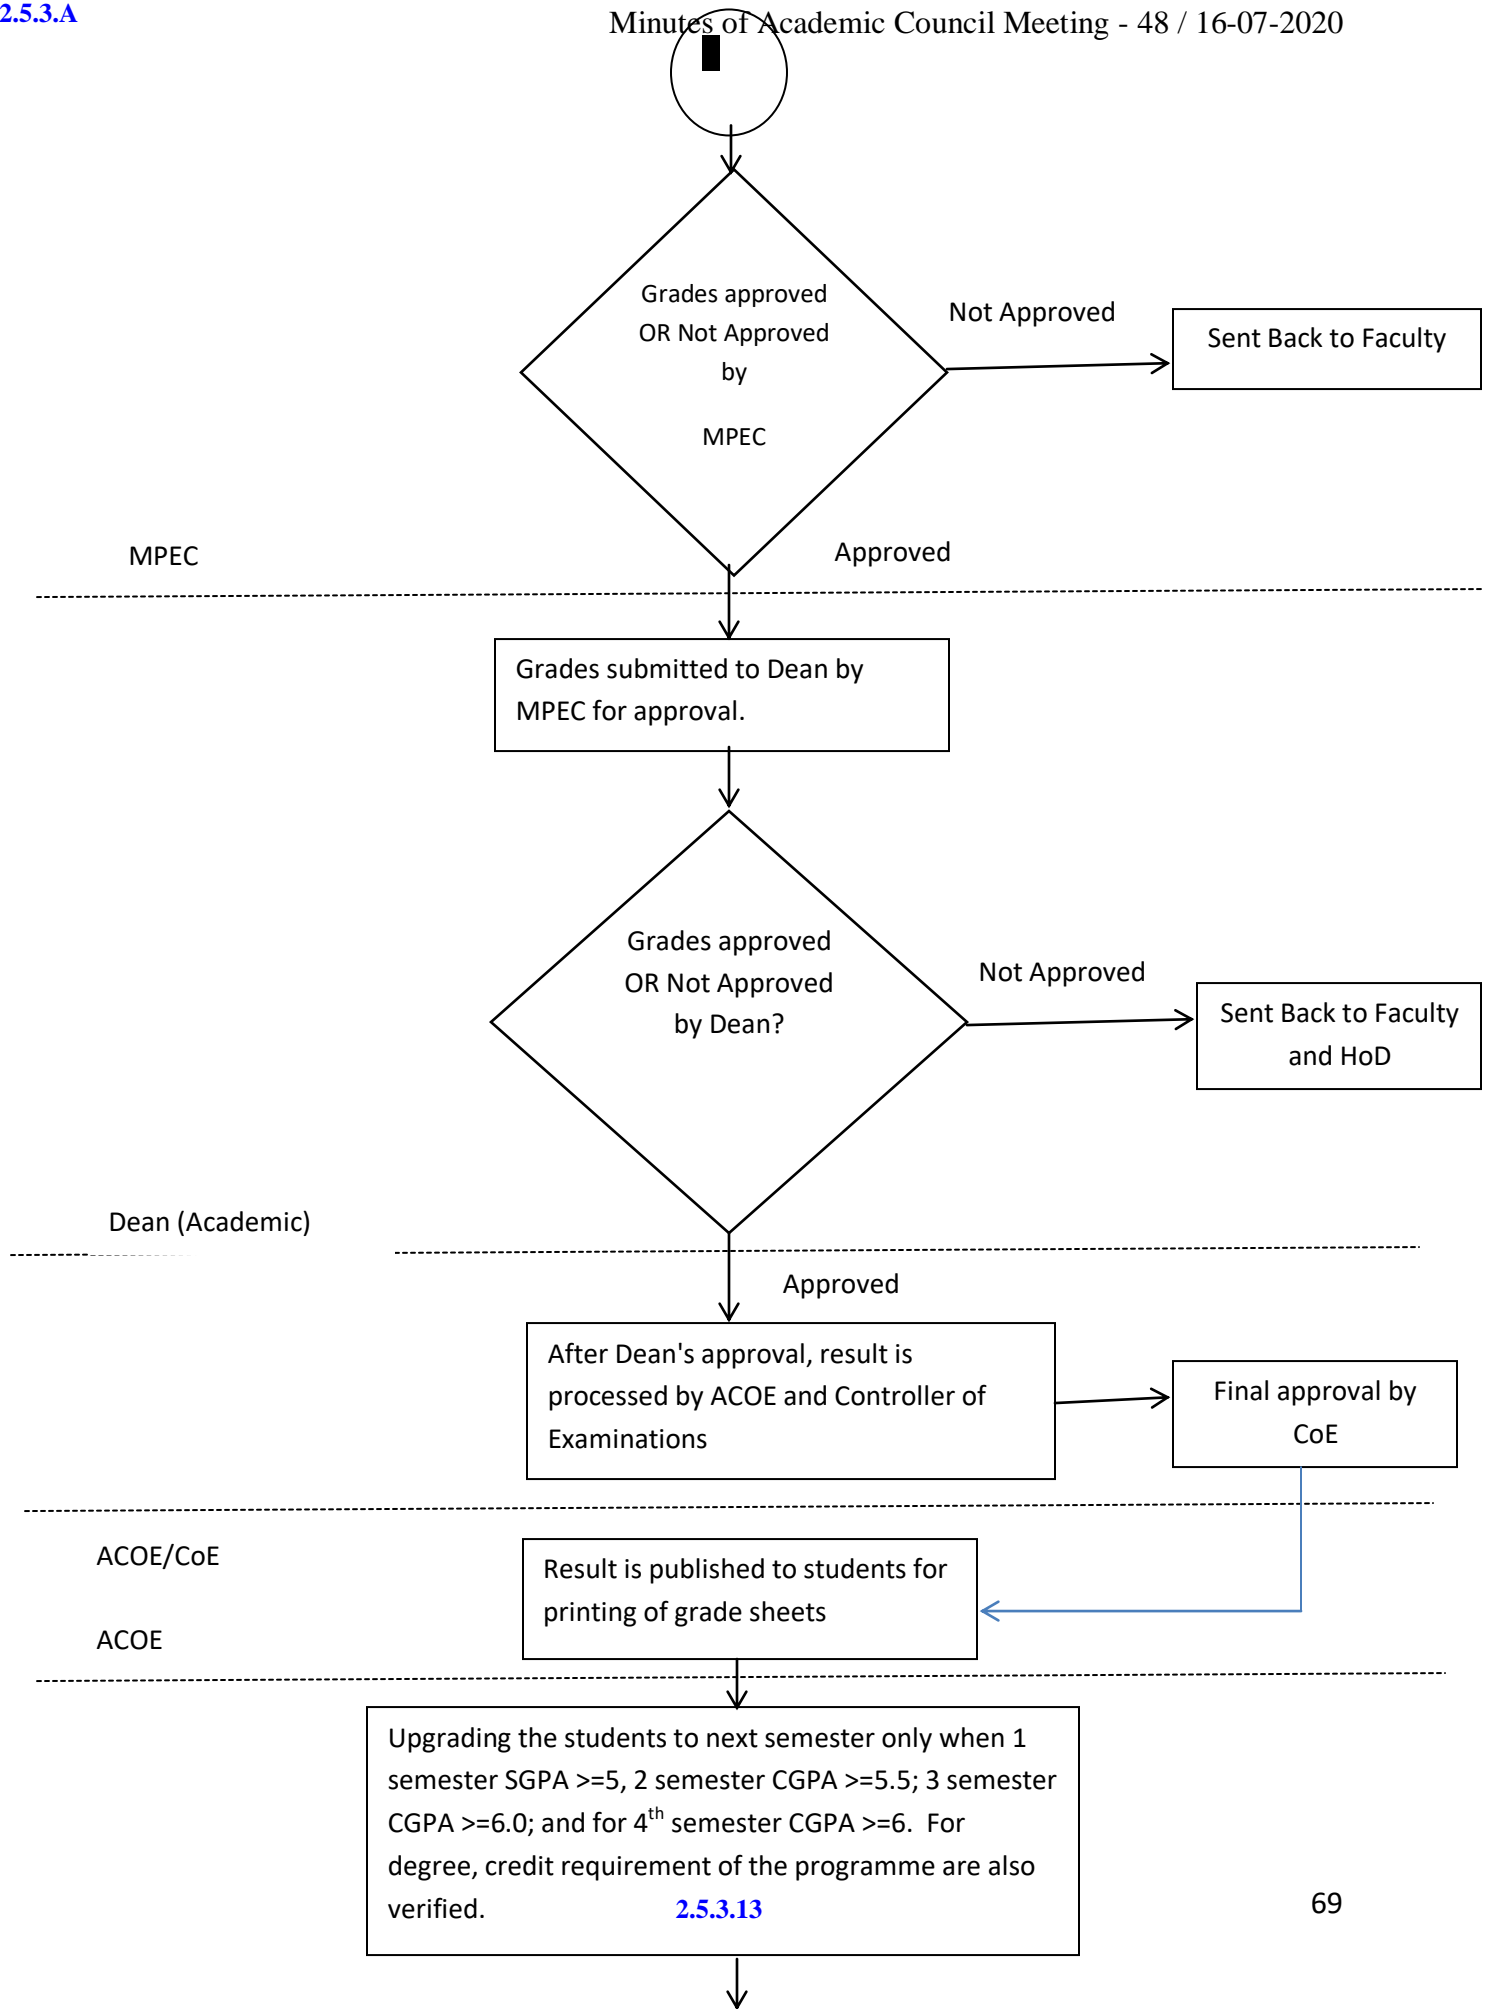 2.5.3.A
Minutes of Academic Council Meeting - 48 / 16-07-2020
Grades approved
OR Not Approved
by
MPEC
Not Approved
Sent Back to Faculty
MPEC
Approved
Grades submitted to Dean by
MPEC for approval.
Grades approved
OR Not Approved
by Dean?
Not Approved
Sent Back to Faculty
and HoD
Dean (Academic)
Approved
After Dean's approval, result is
processed by ACOE and Controller of
Examinations
Final approval by
CoE
ACOE/CoE
Result is published to students for
printing of grade sheets
ACOE
Upgrading the students to next semester only when 1
semester SGPA >=5, 2 semester CGPA >=5.5; 3 semester
CGPA >=6.0; and for 4th semester CGPA >=6. For
degree, credit requirement of the programme are also
verified.
2.5.3.13
69